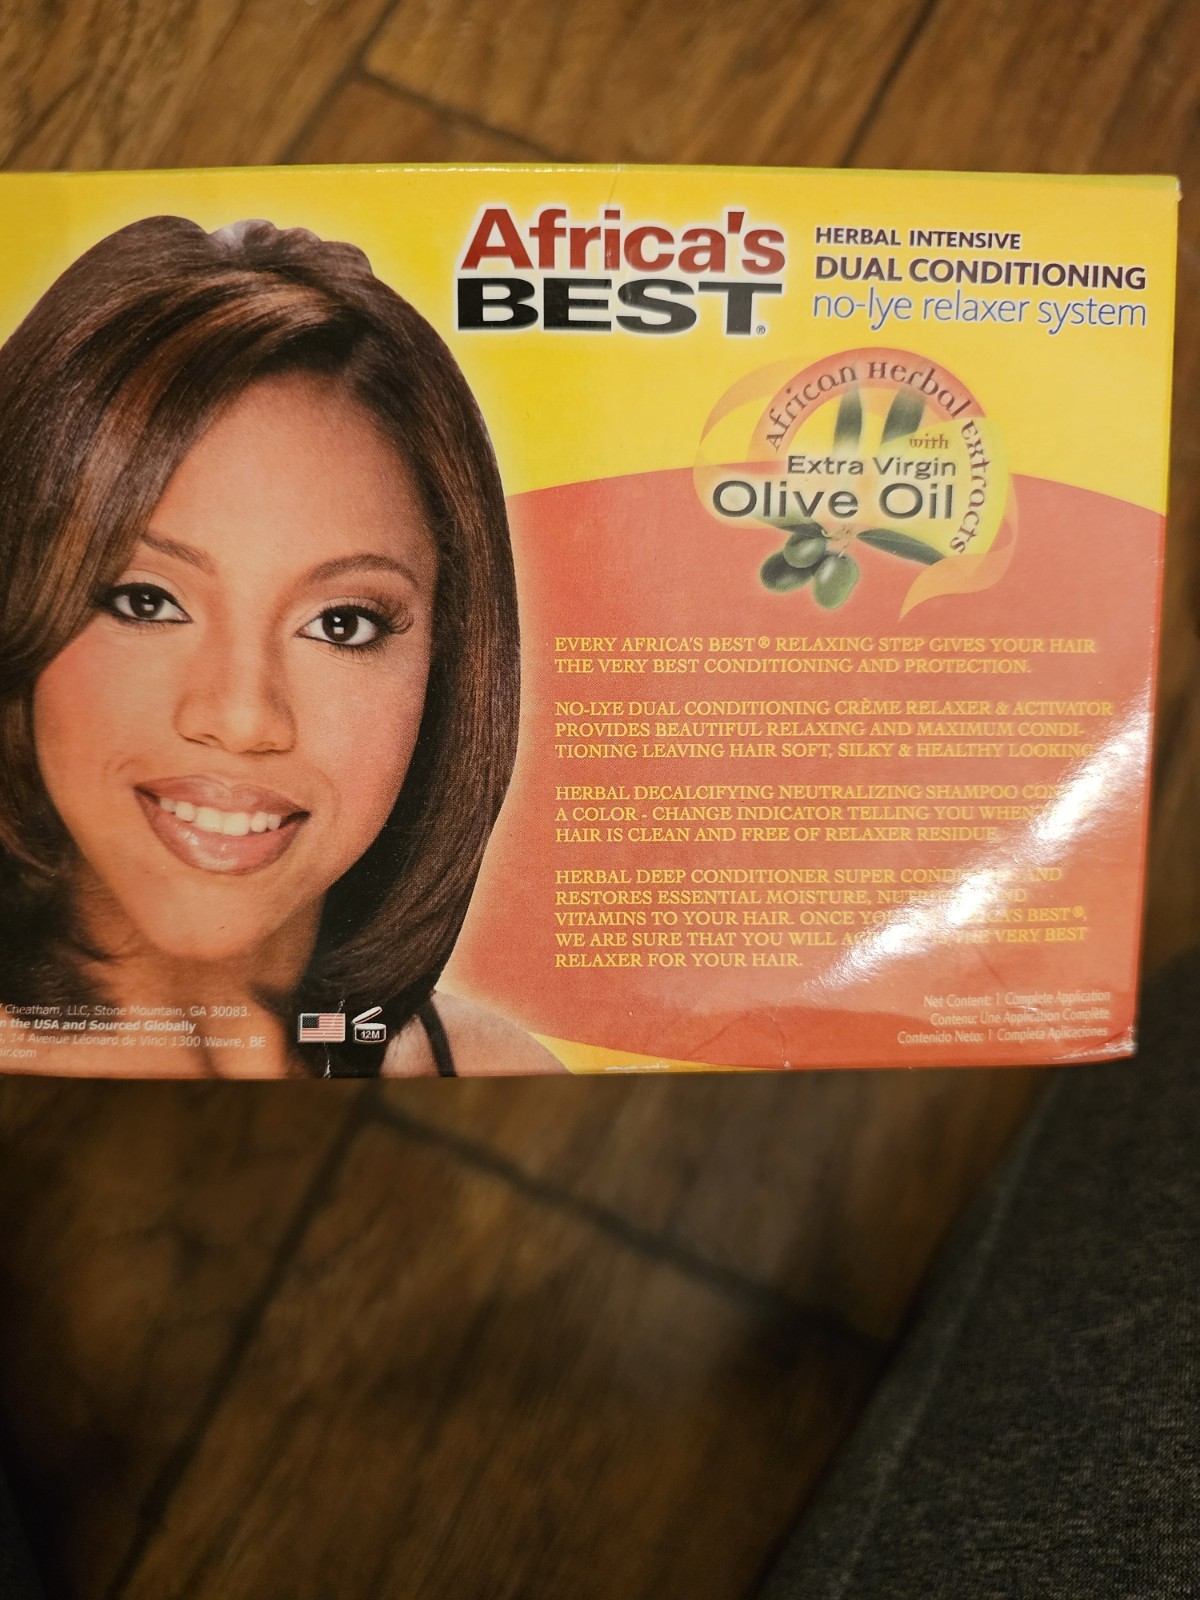 Africa's
BEST®
HERBAL INTENSIVE
DUAL CONDITIONING
no-lye relaxer system
African Herbal Extracts
with
Extra Virgin
Olive Oil
EVERY AFRICA'S BEST® RELAXING STEP GIVES YOUR HAIR
THE VERY BEST CONDITIONING AND PROTECTION.
NO-LYE DUAL CONDITIONING CRÈME RELAXER & ACTIVATOR
PROVIDES BEAUTIFUL RELAXING AND MAXIMUM CONDI-
TIONING LEAVING HAIR SOFT, SILKY & HEALTHY LOOKING
HERBAL DECALCIFYING NEUTRALIZING SHAMPOO
A COLOR - CHANGE INDICATOR TELLING YOU WHEN
HAIR IS CLEAN AND FREE OF RELAXER RESIDUE
HERBAL DEEP CONDITIONER SUPER AND
RESTORES ESSENTIAL MOISTURE,
VITAMINS TO YOUR HAIR. ONCE BEST®,
WE ARE SURE THAT YOU WILL VERY BEST
RELAXER FOR YOUR HAIR.
Cheatham, LLC, Stone Mountain, GA 30083.
the USA and Sourced Globally
14 Avenue Léonard de Vinci 1300 Wavre, BE
12M
Net Content: 1 Complete Application
Contenu: Une Application Complète
Contenido Neto: 1 Completa Aplicaciones